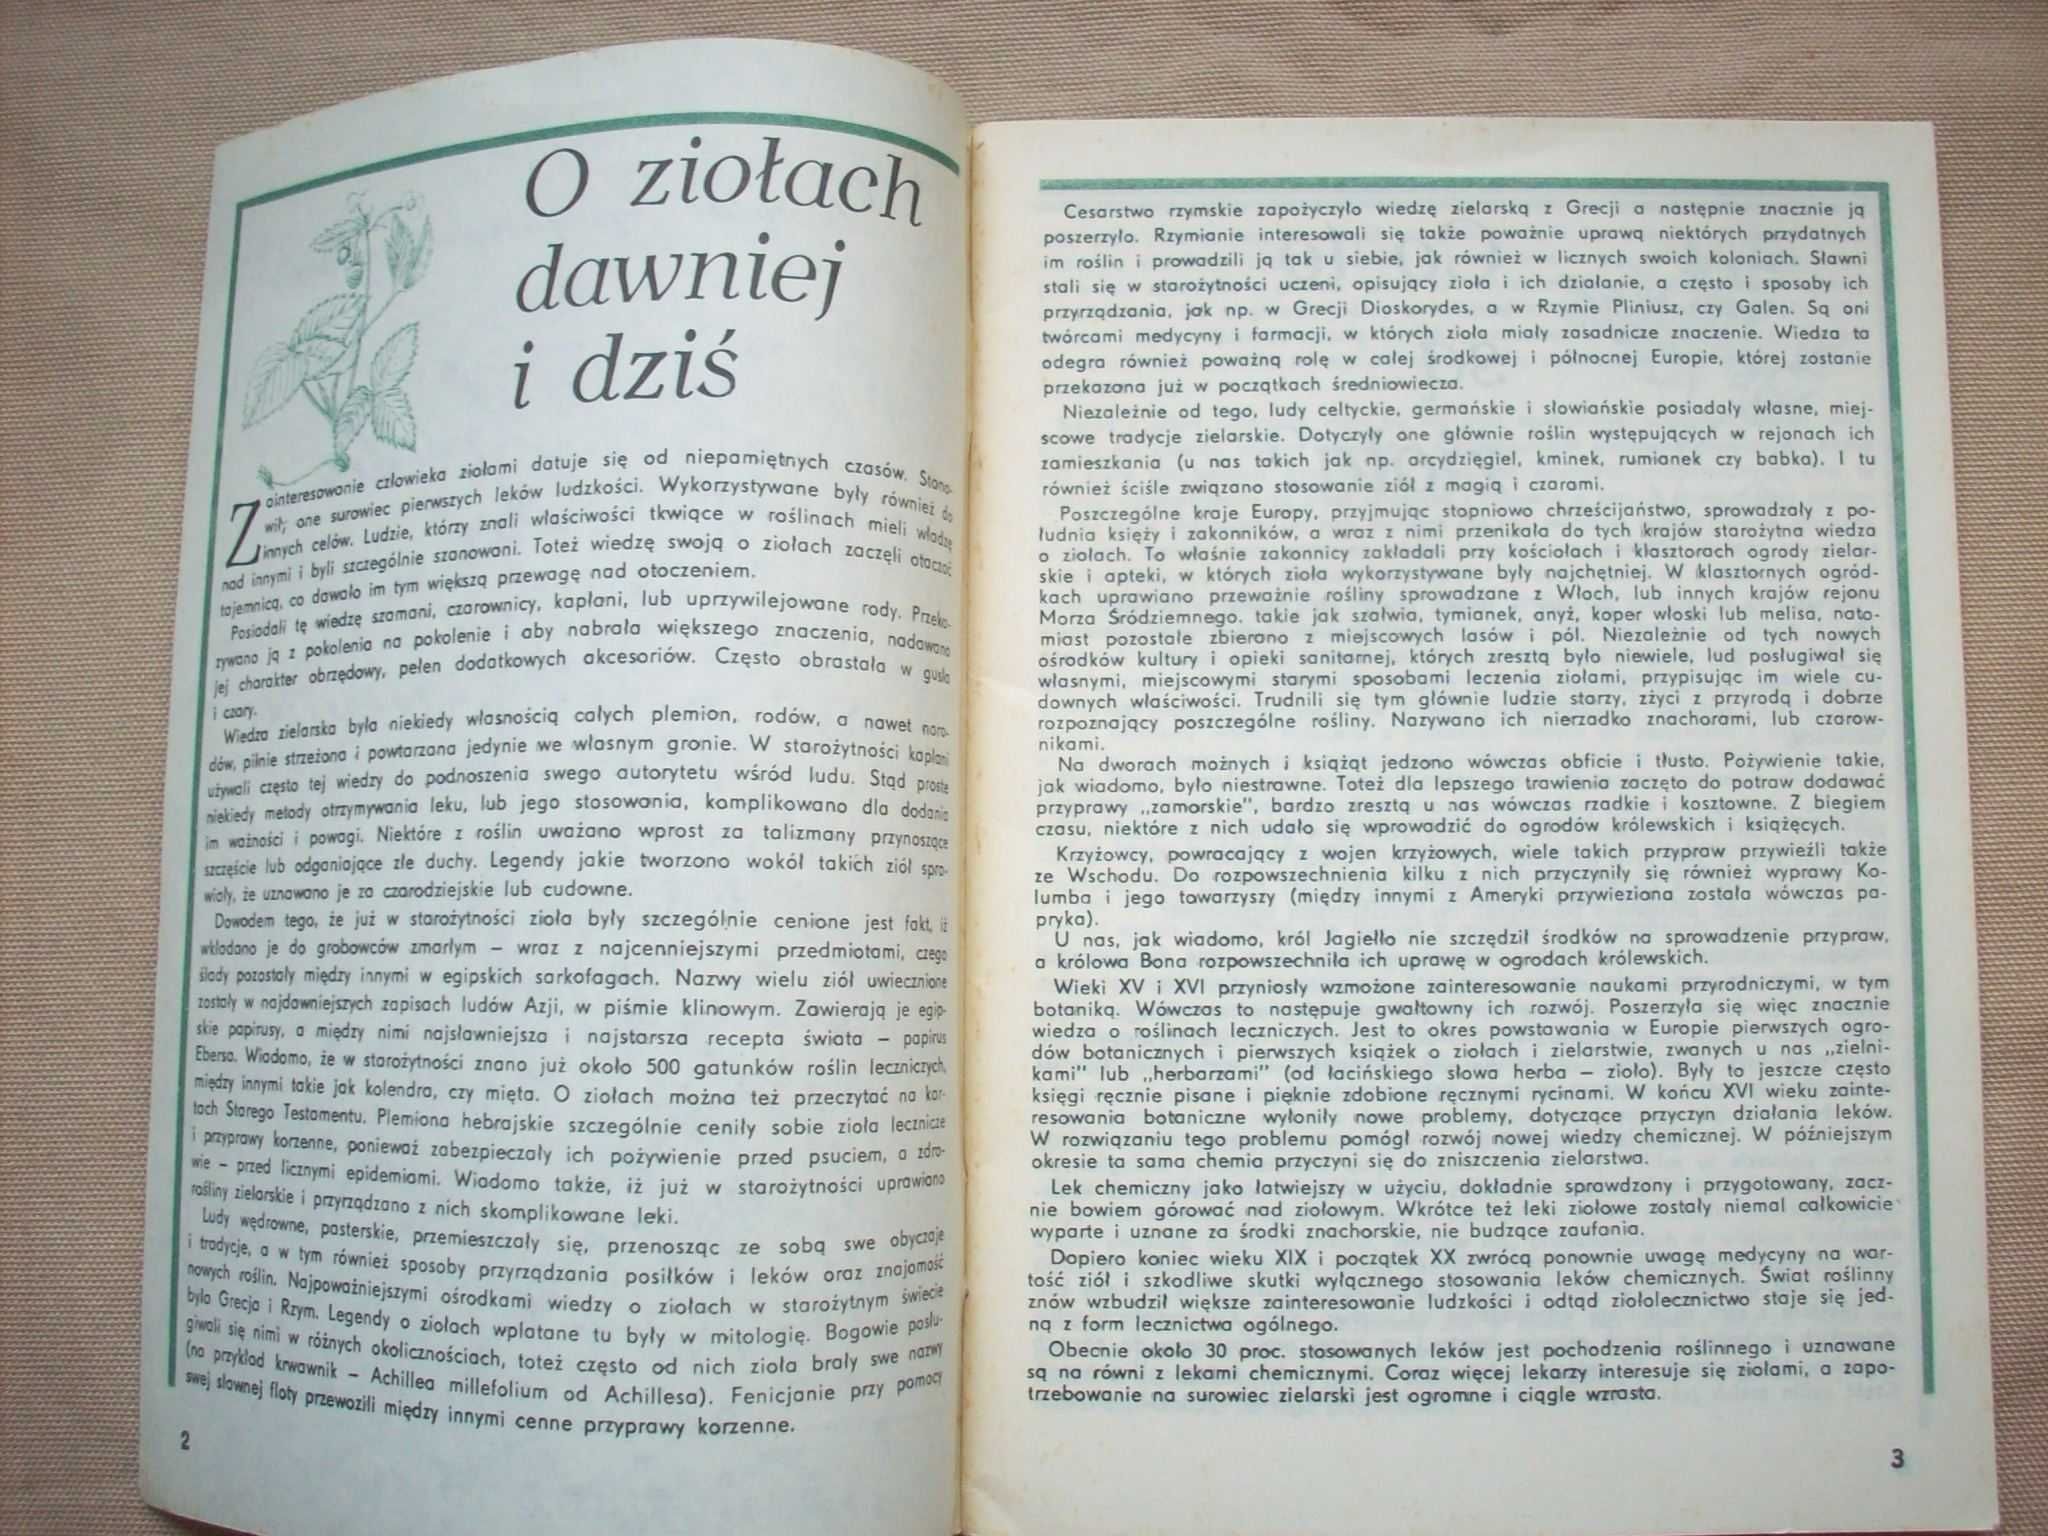 O ziołach
dawniej
i dziś
Zainteresowanie człowieka ziołami datuje się od niepamiętnych czasów. Stano-
wiły one surowiec pierwszych leków ludzkości. Wykorzystywane były również do
innych celów. Ludzie, którzy znali właściwości tkwiące w roślinach mieli władzę
nad innymi i byli szczególnie szanowani. Toteż wiedzę swoją o ziołach zaczęli otaczać
tajemnicą, co dawało im tym większą przewagę nad otoczeniem.
Posiadali tę wiedzę szamani, czarownicy, kapłani, lub uprzywilejowane rody. Przeka-
zywano ją z pokolenia na pokolenie i aby nabrała większego znaczenia, nadawano
jej charakter obrzędowy, pełen dodatkowych akcesoriów. Często obrastała w gusła
i czary.
Wiedza zielarska była niekiedy własnością całych plemion, rodów, a nawet naro-
dów, pilnie strzeżona i powtarzana jedynie we własnym gronie. W starożytności kapłani
używali często tej wiedzy do podnoszenia swego autorytetu wśród ludu. Stąd proste
niekiedy metody otrzymywania leku, lub jego stosowania, komplikowano dla dodania
im ważności i powagi. Niektóre z roślin uważano wprost za talizmany przynoszące
szczęście lub odganiające złe duchy. Legendy jakie tworzono wokół takich ziół spra-
wiały, że uznawano je za czarodziejskie lub cudowne.
Dowodem tego, że już w starożytności zioła były szczególnie cenione jest fakt, iż
wkładano je do grobowców zmarłym – wraz z najcenniejszymi przedmiotami, czego
ślady pozostały między innymi w egipskich sarkofagach. Nazwy wielu ziół uwiecznione
zostały w najdawniejszych zapisach ludów Azji, w piśmie klinowym. Zawierają je egip-
skie papirusy, a między nimi najsławniejsza i najstarsza recepta świata – papirus
Ebersa. Wiadomo, że w starożytności znano już około 500 gatunków roślin leczniczych,
między innymi takie jak kolendra, czy mięta. O ziołach można też przeczytać na kar-
tach Starego Testamentu. Plemiona hebrajskie szczególnie ceniły sobie zioła lecznicze
i przyprawy korzenne, ponieważ zabezpieczały ich pożywienie przed psuciem, a zdro-
wie – przed licznymi epidemiami. Wiadomo także, iż już w starożytności uprawiano
rośliny zielarskie i przyrządzano z nich skomplikowane leki.
Ludy wędrowne, pasterskie, przemieszczały się, przenosząc ze sobą swe obyczaje
i tradycje, a w tym również sposoby przyrządzania posiłków i leków oraz znajomość
nowych roślin. Najpoważniejszymi ośrodkami wiedzy o ziołach w starożytnym świecie
była Grecja i Rzym. Legendy o ziołach wplatane tu były w mitologię. Bogowie posłu-
giwali się nimi w różnych okolicznościach, toteż często od nich zioła brały swe nazwy
(na przykład krwawnik – Achillea millefolium od Achillesa). Fenicjanie przy pomocy
swej sławnej floty przewozili między innymi cenne przyprawy korzenne.
2
Cesarstwo rzymskie zapożyczyło wiedzę zielarską z Grecji a następnie znacznie ją
poszerzyło. Rzymianie interesowali się także poważnie uprawą niektórych przydatnych
im roślin i prowadzili ją tak u siebie, jak również w licznych swoich koloniach. Sławni
stali się w starożytności uczeni, opisujący zioła i ich działanie, a często i sposoby ich
przyrządzania, jak np. w Grecji Dioskorydes, a w Rzymie Pliniusz, czy Galen. Są oni
twórcami medycyny i farmacji, w których zioła miały zasadnicze znaczenie. Wiedza ta
odegra również poważną rolę w całej środkowej i północnej Europie, której zostanie
przekazana już w początkach średniowiecza.
Niezależnie od tego, ludy celtyckie, germańskie i słowiańskie posiadały własne, miej-
scowe tradycje zielarskie. Dotyczyły one głównie roślin występujących w rejonach ich
zamieszkania (u nas takich jak np. arcydzięgiel, kminek, rumianek czy babka). I tu
również ściśle związano stosowanie ziół z magią i czarami.
Poszczególne kraje Europy, przyjmując stopniowo chrześcijaństwo, sprowadzały z po-
łudnia księży i zakonników, a wraz z nimi przenikała do tych krajów starożytna wiedza
o ziołach. To właśnie zakonnicy zakładali przy kościołach i klasztorach ogrody zielar-
skie i apteki, w których zioła wykorzystywane były najchętniej. W klasztornych ogród-
kach uprawiano przeważnie rośliny sprowadzane z Włoch, lub innych krajów rejonu
Morza Śródziemnego. takie jak szałwia, tymianek, anyż, koper włoski lub melisa, nato-
miast pozostałe zbierano z miejscowych lasów i pól. Niezależnie od tych nowych
ośrodków kultury i opieki sanitarnej, których zresztą było niewiele, lud posługiwał się
własnymi, miejscowymi starymi sposobami leczenia ziołami, przypisując im wiele cu-
downych właściwości. Trudnili się tym głównie ludzie starzy, zżyci z przyrodą i dobrze
rozpoznający poszczególne rośliny. Nazywano ich nierzadko znachorami, lub czarow-
nikami.
Na dworach możnych i książąt jedzono wówczas obficie i tłusto. Pożywienie takie,
jak wiadomo, było niestrawne. Toteż dla lepszego trawienia zaczęto do potraw dodawać
przyprawy „zamorskie", bardzo zresztą u nas wówczas rzadkie i kosztowne. Z biegiem
czasu, niektóre z nich udało się wprowadzić do ogrodów królewskich i książęcych.
Krzyżowcy, powracający z wojen krzyżowych, wiele takich przypraw przywieźli także
ze Wschodu. Do rozpowszechnienia kilku z nich przyczyniły się również wyprawy Ko-
lumba i jego towarzyszy (między innymi z Ameryki przywieziona została wówczas pa-
pryka).
U nas, jak wiadomo, król Jagiełło nie szczędził środków na sprowadzenie przypraw,
a królowa Bona rozpowszechniła ich uprawę w ogrodach królewskich.
Wieki XV i XVI przyniosły wzmożone zainteresowanie naukami przyrodniczymi, w tym
botaniką. Wówczas to następuje gwałtowny ich rozwój. Poszerzyła się więc znacznie
wiedza o roślinach leczniczych. Jest to okres powstawania w Europie pierwszych ogro-
dów botanicznych i pierwszych książek o ziołach i zielarstwie, zwanych u nas „zielni-
kami" lub „herbarzami" (od łacińskiego słowa herba – zioło). Były to jeszcze często
księgi ręcznie pisane i pięknie zdobione ręcznymi rycinami. W końcu XVI wieku zainte-
resowania botaniczne wyłoniły nowe problemy, dotyczące przyczyn działania leków.
W rozwiązaniu tego problemu pomógł rozwój nowej wiedzy chemicznej. W późniejszym
okresie ta sama chemia przyczyni się do zniszczenia zielarstwa.
Lek chemiczny jako łatwiejszy w użyciu, dokładnie sprawdzony i przygotowany, zacz-
nie bowiem górować nad ziołowym. Wkrótce też leki ziołowe zostały niemal całkowicie
wyparte i uznane za środki znachorskie, nie budzące zaufania.
Dopiero koniec wieku XIX i początek XX zwrócą ponownie uwagę medycyny na war-
tość ziół i szkodliwe skutki wyłącznego stosowania leków chemicznych. Świat roślinny
znów wzbudził większe zainteresowanie ludzkości i odtąd ziołolecznictwo staje się jed-
ną z form lecznictwa ogólnego.
Obecnie około 30 proc. stosowanych leków jest pochodzenia roślinnego i uznawane
są na równi z lekami chemicznymi. Coraz więcej lekarzy interesuje się ziołami, a zapo-
trzebowanie na surowiec zielarski jest ogromne i ciągle wzrasta.
3